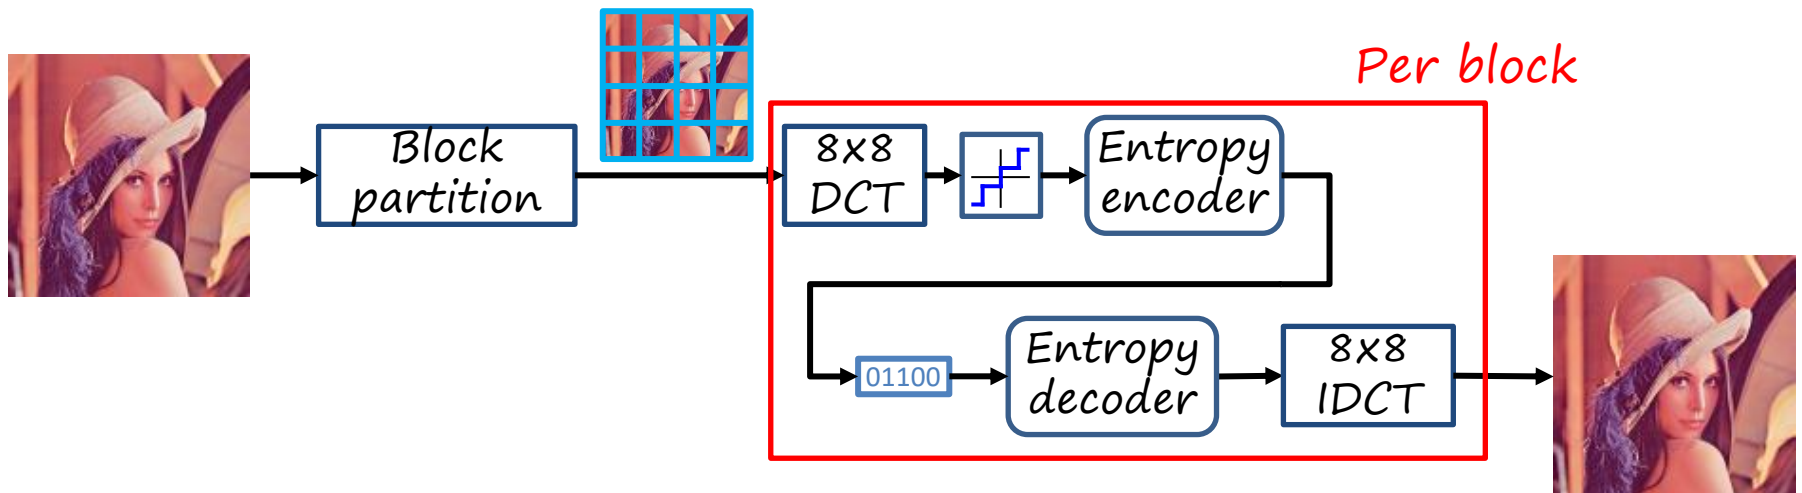 Per block
Block
partition
8x8
DCT
Entropy
encoder
01100
Entropy
decoder
8x8
IDCT